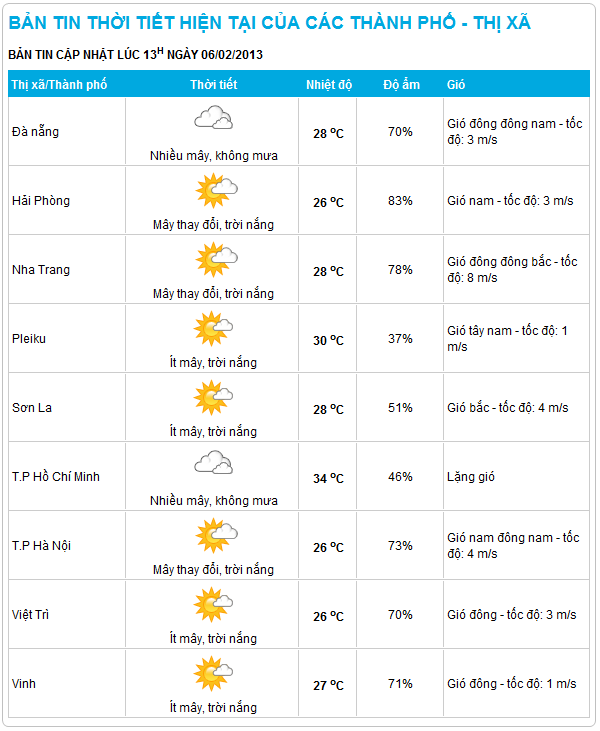 BẢN TIN THỜI TIẾT HIỆN TẠI CỦA CÁC THÀNH PHỐ - THỊ XÃ
BẢN TIN CẬP NHẬT LÚC 13H NGÀY 06/02/2013
Thị xã/Thành phố Thời tiết Nhiệt độ Độ ẩm Gió
Đà nẵng Nhiều mây, không mưa 28 °C 70% Gió đông đông nam - tốc
độ: 3 m/s
Hải Phòng Mây thay đổi, trời nắng 26 °C 83% Gió nam - tốc độ: 3 m/s
Nha Trang Mây thay đổi, trời nắng 28 °C 78% Gió đông đông bắc - tốc
độ: 8 m/s
Pleiku Ít mây, trời nắng 30 °C 37% Gió tây nam - tốc độ: 1
m/s
Sơn La Ít mây, trời nắng 28 °C 51% Gió bắc - tốc độ: 4 m/s
T.P Hồ Chí Minh Nhiều mây, không mưa 34 °C 46% Lặng gió
T.P Hà Nội Mây thay đổi, trời nắng 26 °C 73% Gió nam đông nam - tốc
độ: 4 m/s
Việt Trì Ít mây, trời nắng 26 °C 70% Gió đông - tốc độ: 3 m/s
Vinh Ít mây, trời nắng 27 °C 71% Gió đông - tốc độ: 1 m/s